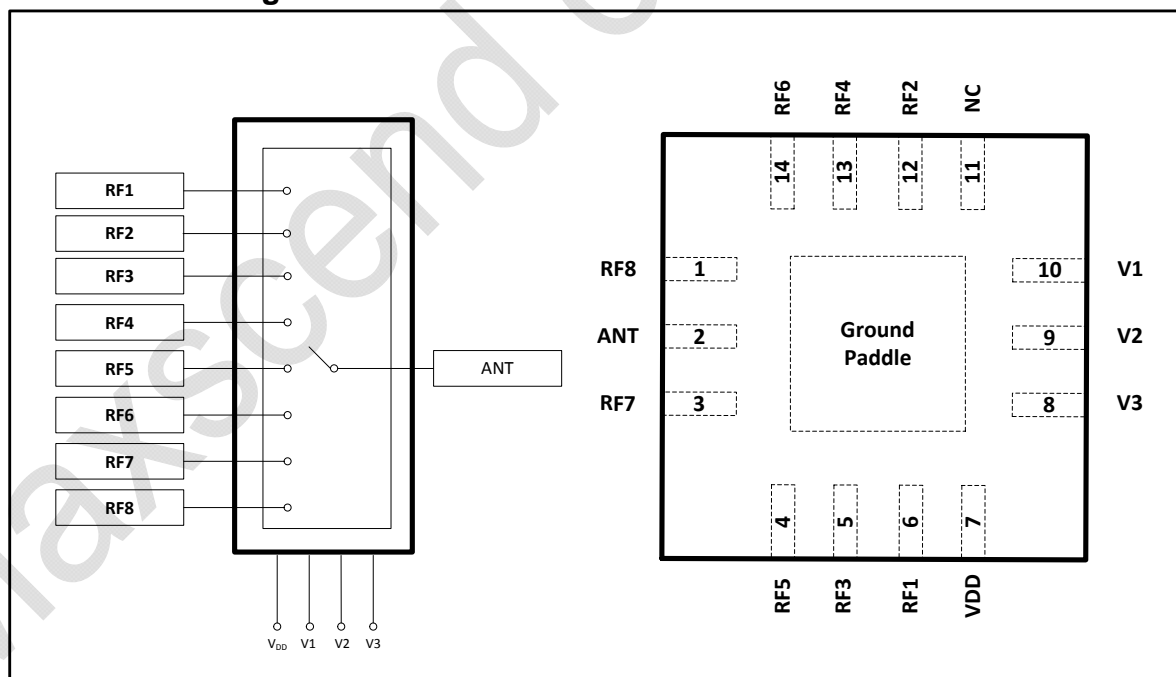 RF1
RF2
RF3
RF4
RF5
RF6
RF7
RF8
ANT
VDD V1 V2 V3
RF6 RF4 RF2 NC
14 13 12 11
RF8 1 10 V1
ANT 2 9 V2
RF7 3 8 V3
Ground
Paddle
4 5 6 7
RF5 RF3 RF1 VDD
maxscend